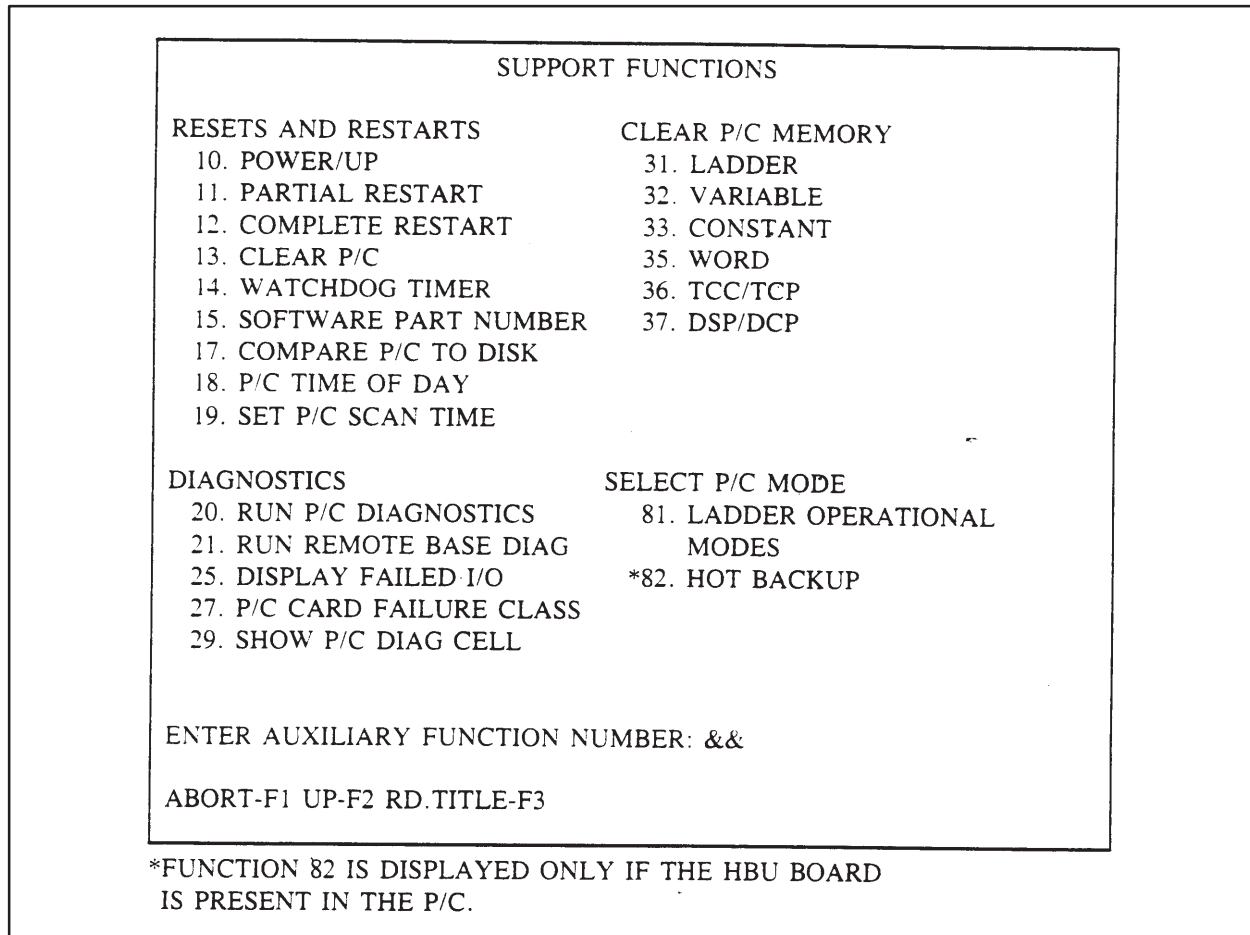 SUPPORT FUNCTIONS
RESETS AND RESTARTS
10. POWER/UP
11. PARTIAL RESTART
12. COMPLETE RESTART
13. CLEAR P/C
14. WATCHDOG TIMER
15. SOFTWARE PART NUMBER
17. COMPARE P/C TO DISK
18. P/C TIME OF DAY
19. SET P/C SCAN TIME
CLEAR P/C MEMORY
31. LADDER
32. VARIABLE
33. CONSTANT
35. WORD
36. TCC/TCP
37. DSP/DCP
DIAGNOSTICS
20. RUN P/C DIAGNOSTICS
21. RUN REMOTE BASE DIAG
25. DISPLAY FAILED I/O
27. P/C CARD FAILURE CLASS
29. SHOW P/C DIAG CELL
SELECT P/C MODE
81. LADDER OPERATIONAL
MODES
*82. HOT BACKUP
ENTER AUXILIARY FUNCTION NUMBER: &&
ABORT-F1 UP-F2 RD.TITLE-F3
*FUNCTION 82 IS DISPLAYED ONLY IF THE HBU BOARD
IS PRESENT IN THE P/C.